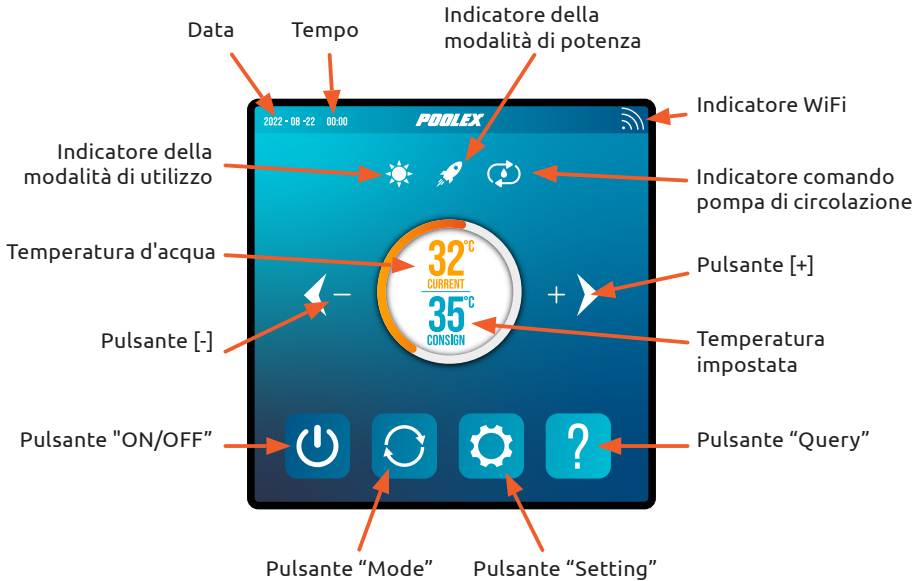 Indicatore della
modalità di potenza
Data
Tempo
Indicatore WiFi
2022 - 08 -22 00:00 POOLEX
Indicatore della
modalità di utilizzo
Indicatore comando
pompa di circolazione
Temperatura d'acqua
32°C
CURRENT
35°C
CONSIGN
Pulsante [+]
- +
Pulsante [-]
Temperatura
impostata
Pulsante "ON/OFF”
?
Pulsante “Query”
Pulsante “Mode”
Pulsante “Setting”